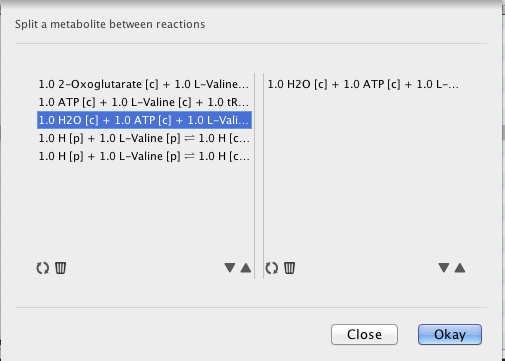 Split a metabolite between reactions
1.0 2-Oxoglutarate [c] + 1.0 L-Valine...
1.0 ATP [c] + 1.0 L-Valine [c] + 1.0 tR...
1.0 H2O [c] + 1.0 ATP [c] + 1.0 L-Vali...
1.0 H [p] + 1.0 L-Valine [p] ⇌ 1.0 H [c...
1.0 H [p] + 1.0 L-Valine [p] ⇌ 1.0 H [c...
1.0 H2O [c] + 1.0 ATP [c] + 1.0 L-...
Close
Okay